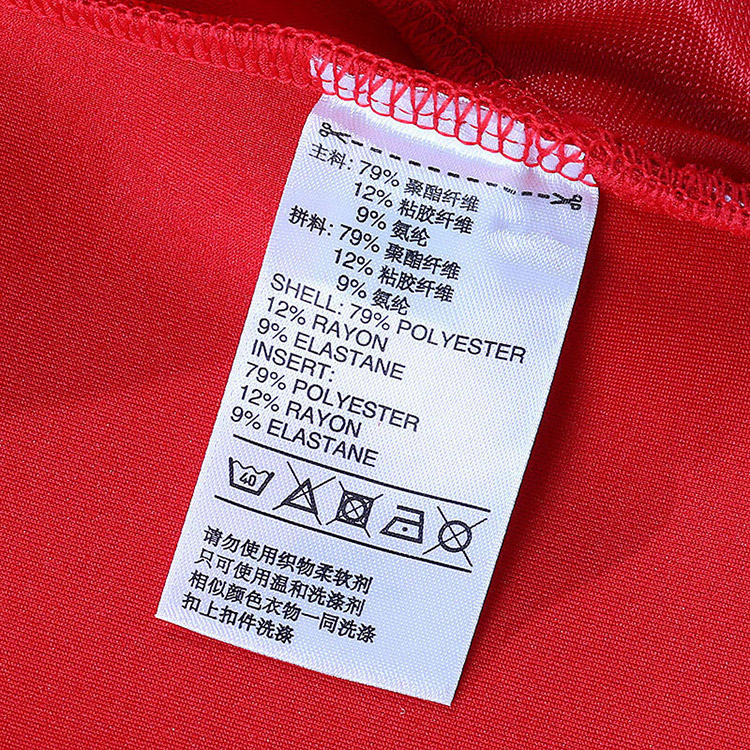 主料: 79% 聚酯纤维
12% 粘胶纤维
9% 氨纶
拼料: 79% 聚酯纤维
12% 粘胶纤维
9% 氨纶
SHELL: 79% POLYESTER
12% RAYON
9% ELASTANE
INSERT:
79% POLYESTER
12% RAYON
9% ELASTANE
40
请勿使用织物柔软剂
只可使用温和洗涤剂
相似颜色衣物一同洗涤
扣上扣件洗涤